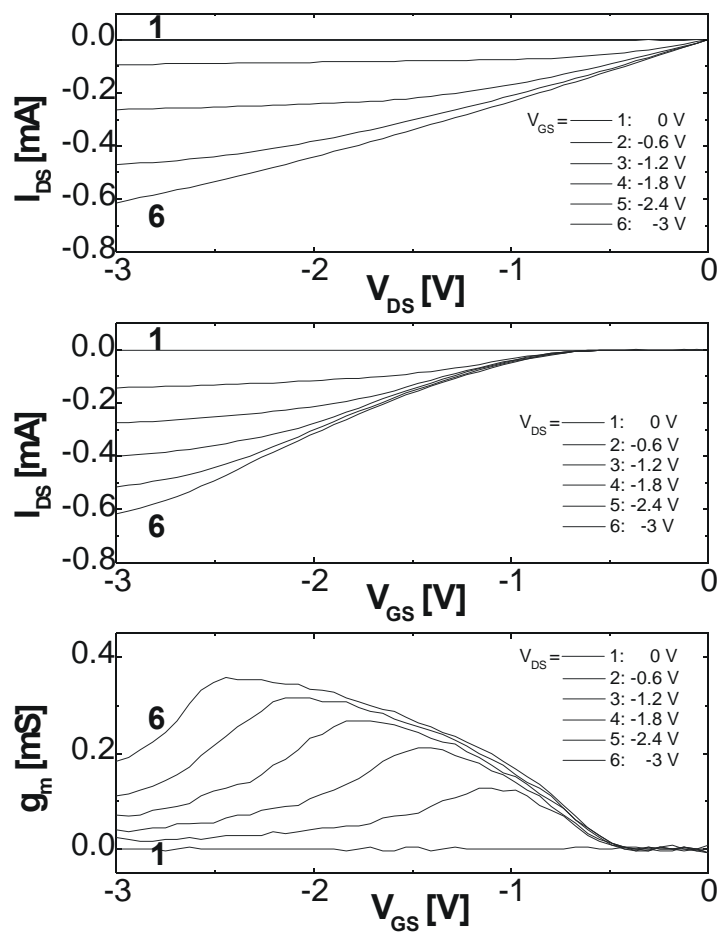 1
0.0
-0.2
-0.4
-0.6
-0.8
I_DS [mA]
V_GS= 1: 0 V
2: -0.6 V
3: -1.2 V
4: -1.8 V
5: -2.4 V
6: -3 V
6
-3 -2 -1 0
V_DS [V]
1
0.0
-0.2
-0.4
-0.6
-0.8
I_DS [mA]
V_DS= 1: 0 V
2: -0.6 V
3: -1.2 V
4: -1.8 V
5: -2.4 V
6: -3 V
6
-3 -2 -1 0
V_GS [V]
0.4
0.2
0.0
g_m [mS]
V_DS= 1: 0 V
2: -0.6 V
3: -1.2 V
4: -1.8 V
5: -2.4 V
6: -3 V
6
1
-3 -2 -1 0
V_GS [V]